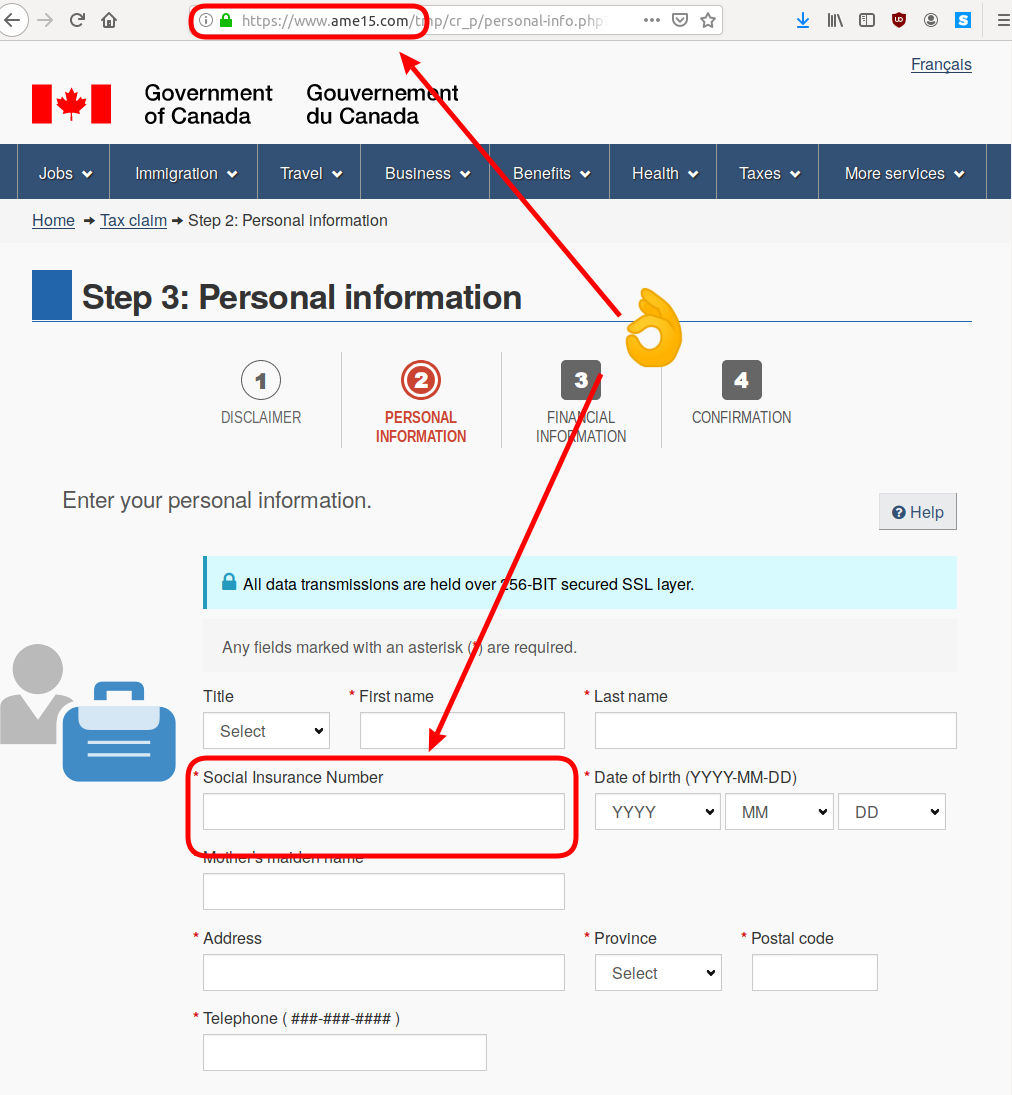 https://www.ame15.com/tmp/cr_p/personal-info.php
Français
Government of Canada
Gouvernement du Canada
Jobs Immigration Travel Business Benefits Health Taxes More services
Home Tax claim Step 2: Personal information
Step 3: Personal information
1 2 3 4
DISCLAIMER
PERSONAL INFORMATION
FINANCIAL INFORMATION
CONFIRMATION
Enter your personal information.
? Help
All data transmissions are held over 256-BIT secured SSL layer.
Any fields marked with an asterisk (*) are required.
Title * First name * Last name
Select
* Social Insurance Number * Date of birth (YYYY-MM-DD)
YYYY MM DD
Mother's maiden name
* Address * Province * Postal code
Select
* Telephone ( ###-###-#### )